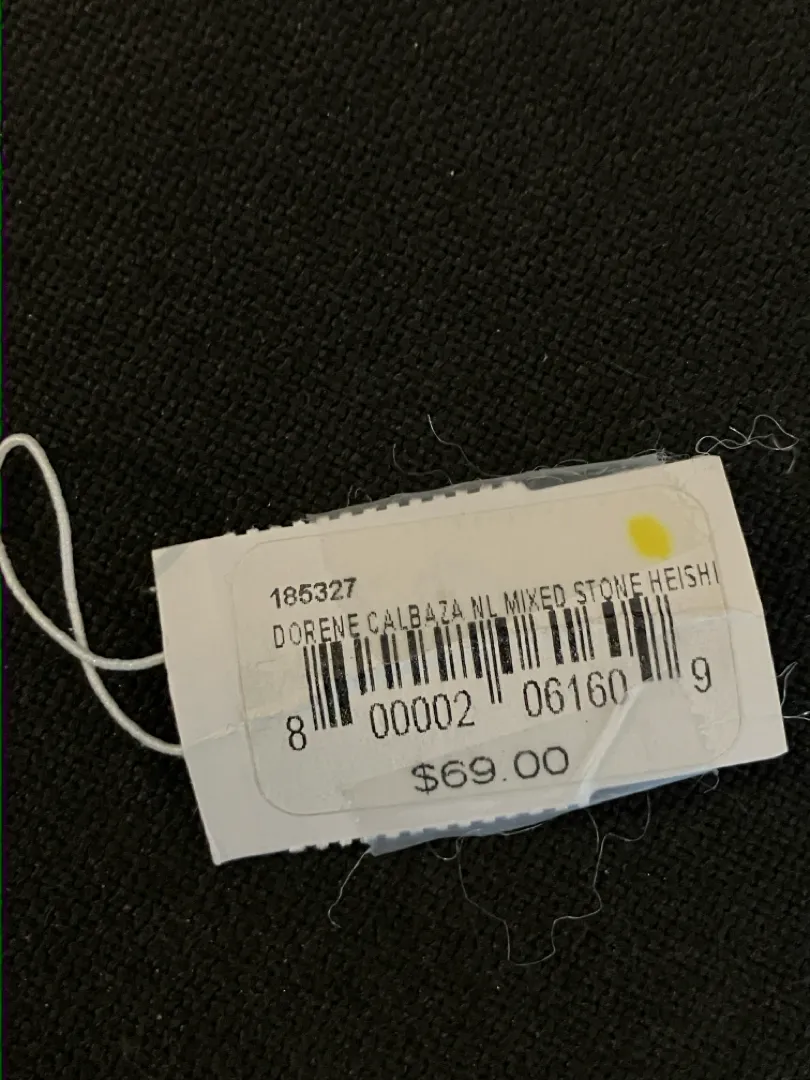 185327
DORENE CALBAZA NL MIXED STONE HEISHI
8 00002 06160 9
$69.00